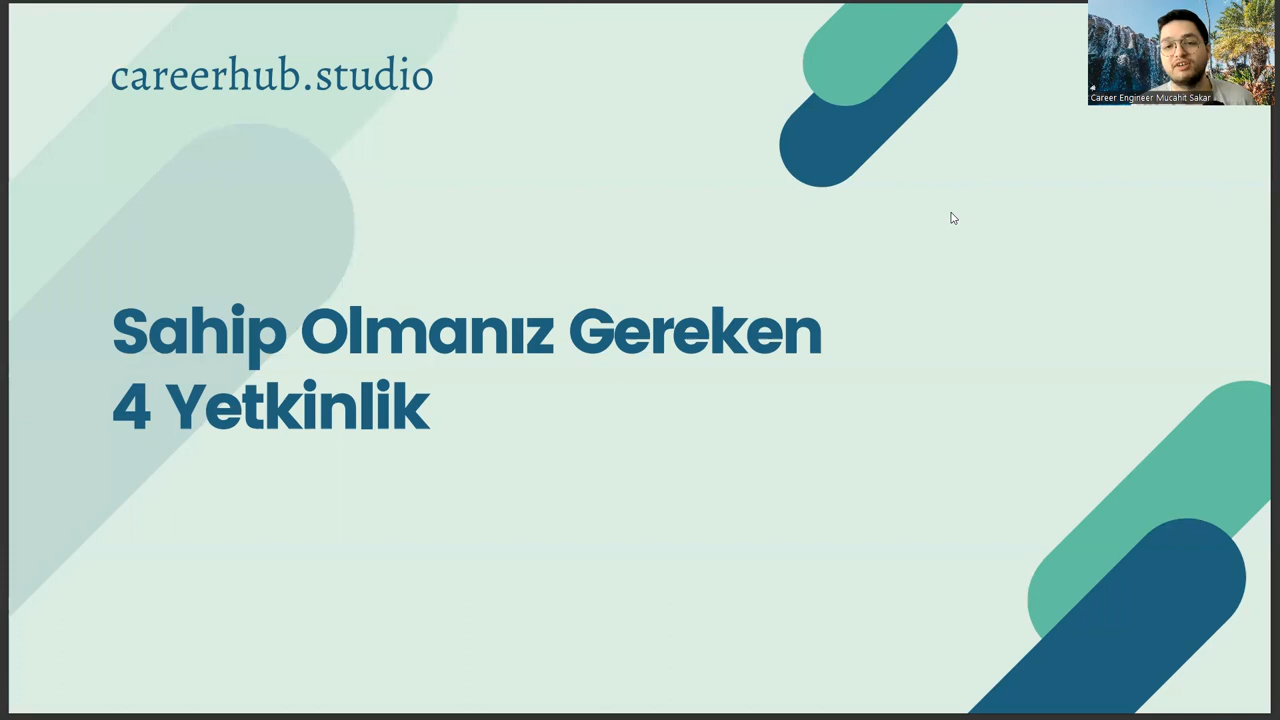 careerhub.studio
Career Engineer Mucahit Sakar
Sahip Olmanız Gereken
4 Yetkinlik